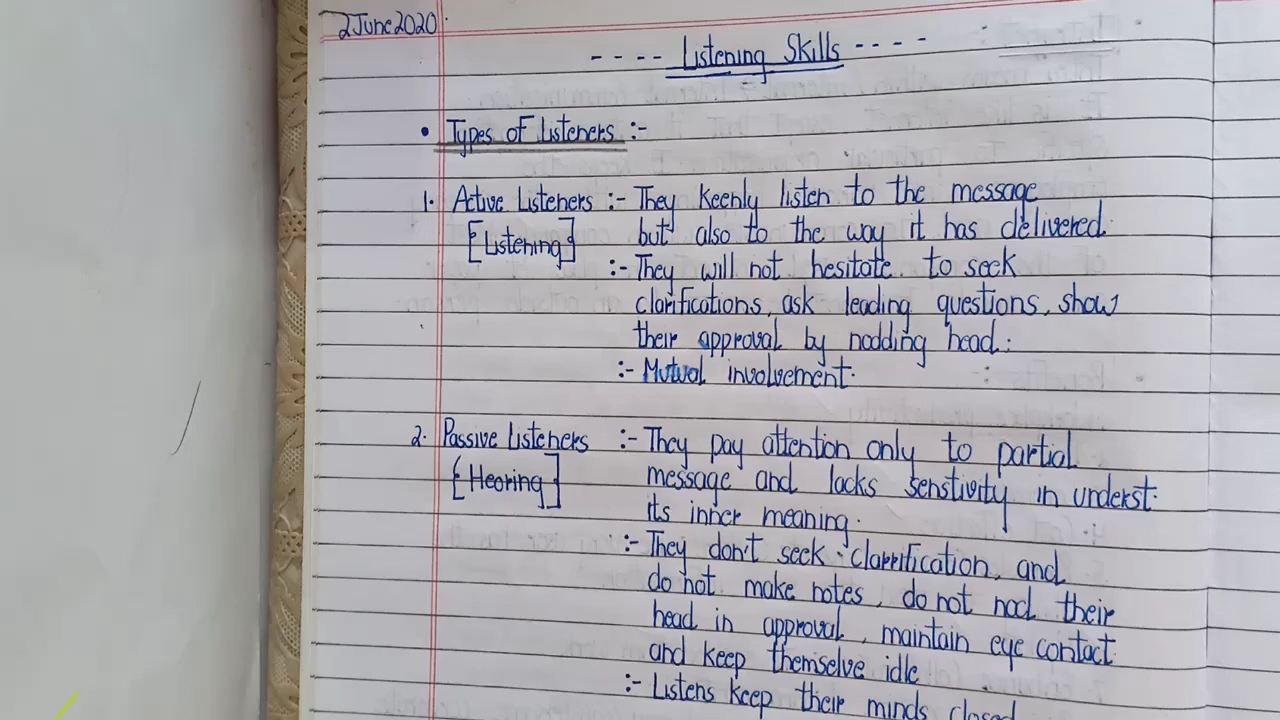 2 June 2020
- - - - Listening Skills - - - -
• Types of Listeners :-
1. Active Listeners :- They keenly listen to the message
[Listening] but also to the way it has delivered.
:- They will not hesitate to seek
clarifications, ask leading questions, show
their approval by nodding head.
:- Mutual involvement.
2. Passive Listeners :- They pay attention only to partial
[Hearing] message and lacks senstivity in underst.
its inner meaning.
:- They don't seek clarrification, and
do not make notes, do not nod their
head in approval, maintain eye contact
and keep themselve idle
:- Listens keep their minds closed